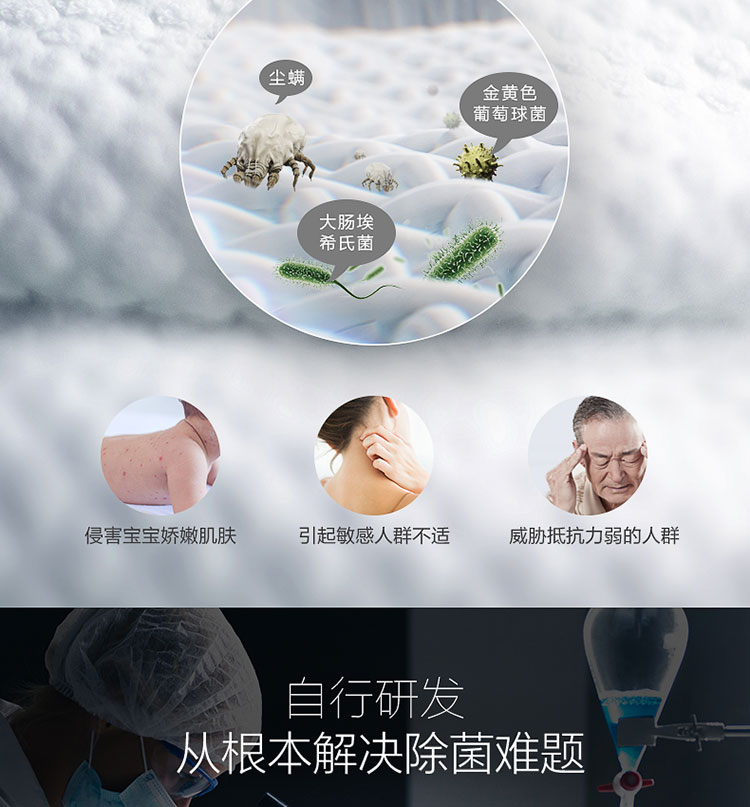 尘螨
金黄色
葡萄球菌
大肠埃
希氏菌
侵害宝宝娇嫩肌肤
引起敏感人群不适
威胁抵抗力弱的人群
自行研发
从根本解决除菌难题